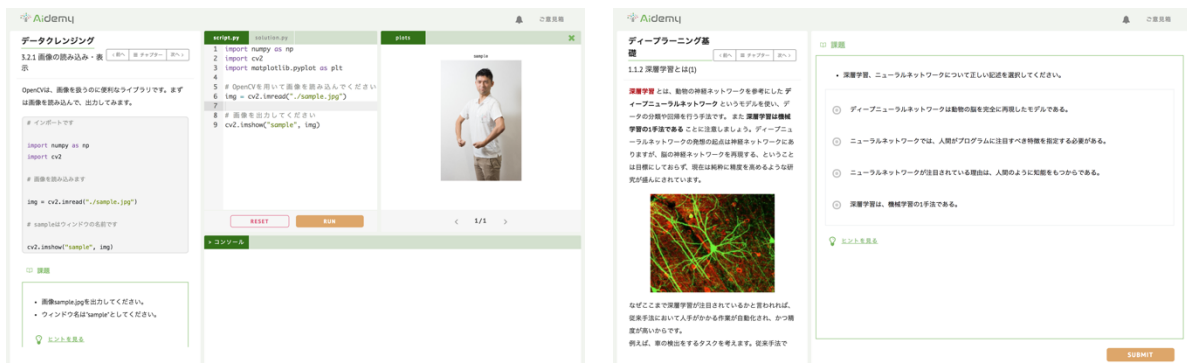 Aidemy
ご意見箱
データクレンジング
3.2.1 画像の読み込み・表
示
‹ 前へ
チャプター
次へ ›
OpenCVは、画像を扱うのに便利なライブラリです。まず
は画像を読み込んで、出力してみます。
# インポートです
import numpy as np
import cv2
# 画像を読み込みます
img = cv2.imread("./sample.jpg")
# sampleはウィンドウの名前です
cv2.imshow("sample", img)
課題
• 画像sample.jpgを出力してください。
• ウィンドウ名は"sample"としてください。
ヒントを見る
script.py
solution.py
1 import numpy as np
2 import cv2
3 import matplotlib.pyplot as plt
4
5 # OpenCVを用いて画像を読み込んでください
6 img = cv2.imread("./sample.jpg")
7
8 # 画像を出力してください
9 cv2.imshow("sample", img)
RESET
RUN
plots
sample
‹ 1/1 ›
コンソール
Aidemy
ご意見箱
ディープラーニング基
礎
‹ 前へ
チャプター
次へ ›
1.1.2 深層学習とは(1)
深層学習 とは、動物の神経ネットワークを参考にした デ
ィープニューラルネットワーク というモデルを使い、デ
ータの分類や回帰を行う手法です。 また 深層学習は機械
学習の1手法である ことに注意しましょう。ディープニュ
ーラルネットワークの発想の起点は神経ネットワークにあ
りますが、脳の神経ネットワークを再現する、ということ
は目標にしておらず、現在は純粋に精度を高めるような研
究が盛んにされています。
なぜここまで深層学習が注目されているかと言われれば、
従来手法において人手がかかる作業が自動化され、かつ精
度が高いからです。
例えば、車の検出をするタスクを考えます。従来手法で
課題
• 深層学習、ニューラルネットワークについて正しい記述を選択してください。
ディープニューラルネットワークは動物の脳を完全に再現したモデルである。
ニューラルネットワークでは、人間がプログラムに注目すべき特徴を指定する必要がある。
ニューラルネットワークが注目されている理由は、人間のように知能をもつからである。
深層学習は、機械学習の1手法である。
ヒントを見る
SUBMIT